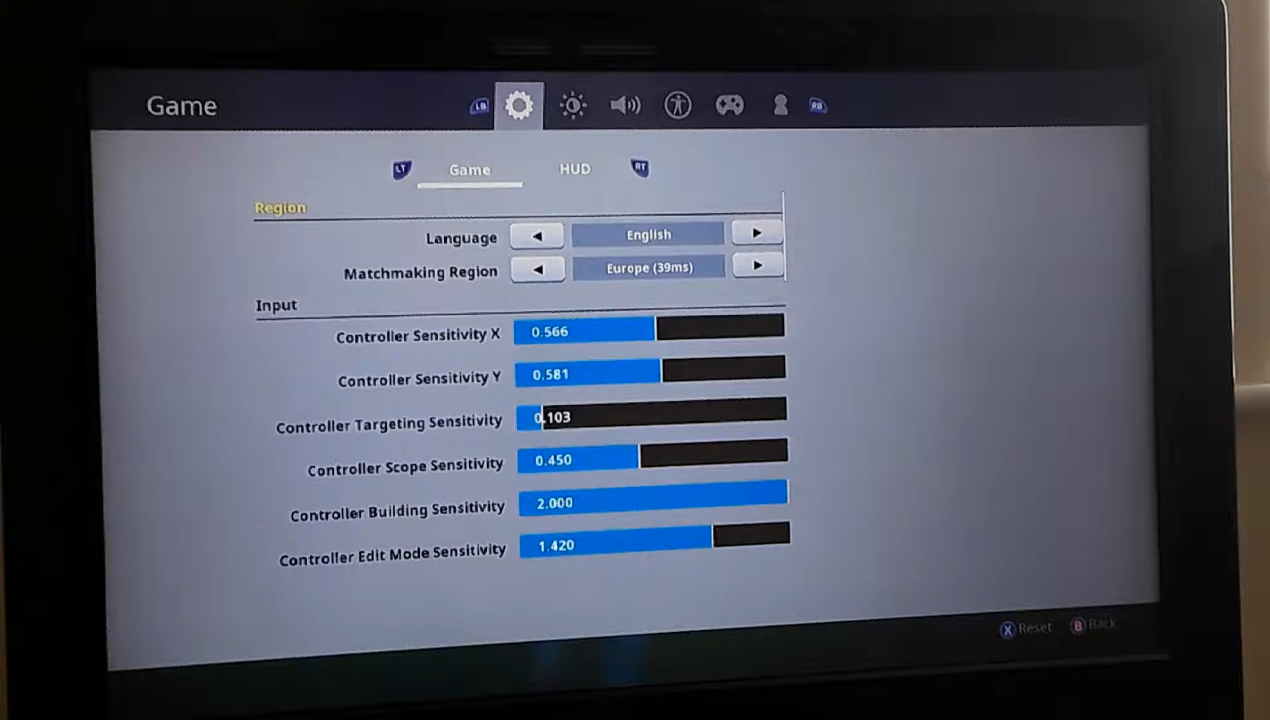 Game
LB
RB
LT
Game
HUD
RT
Region
Language
English
Matchmaking Region
Europe (39ms)
Input
Controller Sensitivity X
0.566
Controller Sensitivity Y
0.581
Controller Targeting Sensitivity
0.103
Controller Scope Sensitivity
0.450
Controller Building Sensitivity
2.000
Controller Edit Mode Sensitivity
1.420
X Reset
B Back